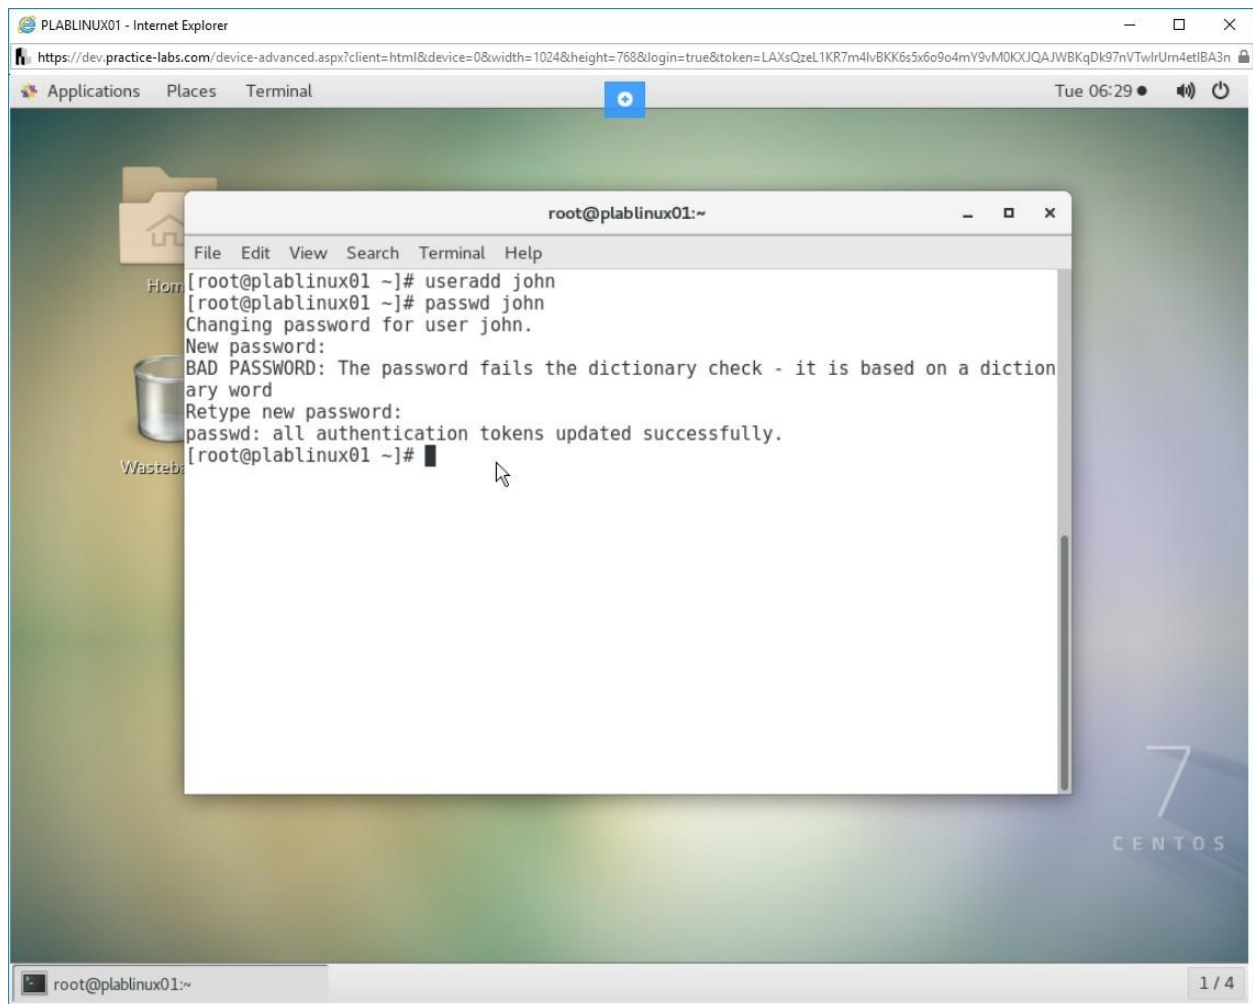 PLABLINUX01 - Internet Explorer
https://dev.practice-labs.com/device-advanced.aspx?client=html&device=0&width=1024&height=768&login=true&token=
Applications Places Terminal Tue 06:29
root@plablinux01:~
File Edit View Search Terminal Help
[root@plablinux01 ~]# useradd john
[root@plablinux01 ~]# passwd john
Changing password for user john.
New password:
BAD PASSWORD: The password fails the dictionary check - it is based on a diction
ary word
Retype new password:
passwd: all authentication tokens updated successfully.
[root@plablinux01 ~]#
Hom
Wasteb
7
CENTOS
root@plablinux01:~ 1 / 4